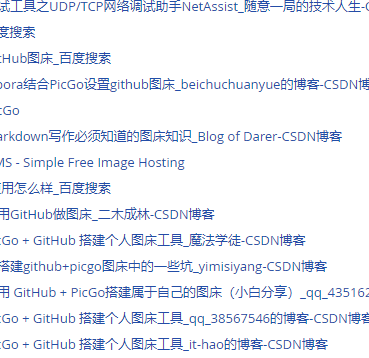 试工具之UDP/TCP网络调试助手NetAssist_随意一局的技术人生-C
度搜索
tHub图床_百度搜索
pora结合PicGo设置github图床_beichuchuanyue的博客-CSDN博
cGo
arkdown写作必须知道的图床知识_Blog of Darer-CSDN博客
MS - Simple Free Image Hosting
使用怎么样_百度搜索
用GitHub做图床_二木成林-CSDN博客
cGo + GitHub 搭建个人图床工具_魔法学徒-CSDN博客
搭建github+picgo图床中的一些坑_yimisiyang-CSDN博客
用 GitHub + PicGo搭建属于自己的图床（小白分享）_qq_435162
cGo + GitHub 搭建个人图床工具_qq_38567546的博客-CSDN博客
cGo + GitHub 搭建个人图床工具_it-hao的博客-CSDN博客